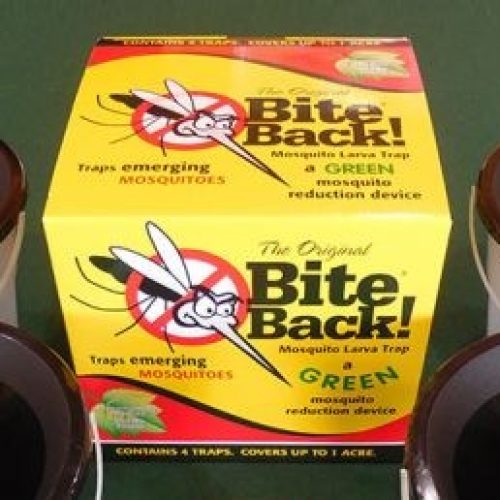 CONTAINS 4 TRAPS. COVERS UP TO 1 ACRE.
The Original
Bite
Back!
Mosquito Larva Trap
a GREEN
mosquito
reduction device
Traps emerging
MOSQUITOES
The Original
Bite
Back!
Mosquito Larva Trap
a
GREEN
mosquito
reduction device
Traps emerging
MOSQUITOES
CONTAINS 4 TRAPS. COVERS UP TO 1 ACRE.